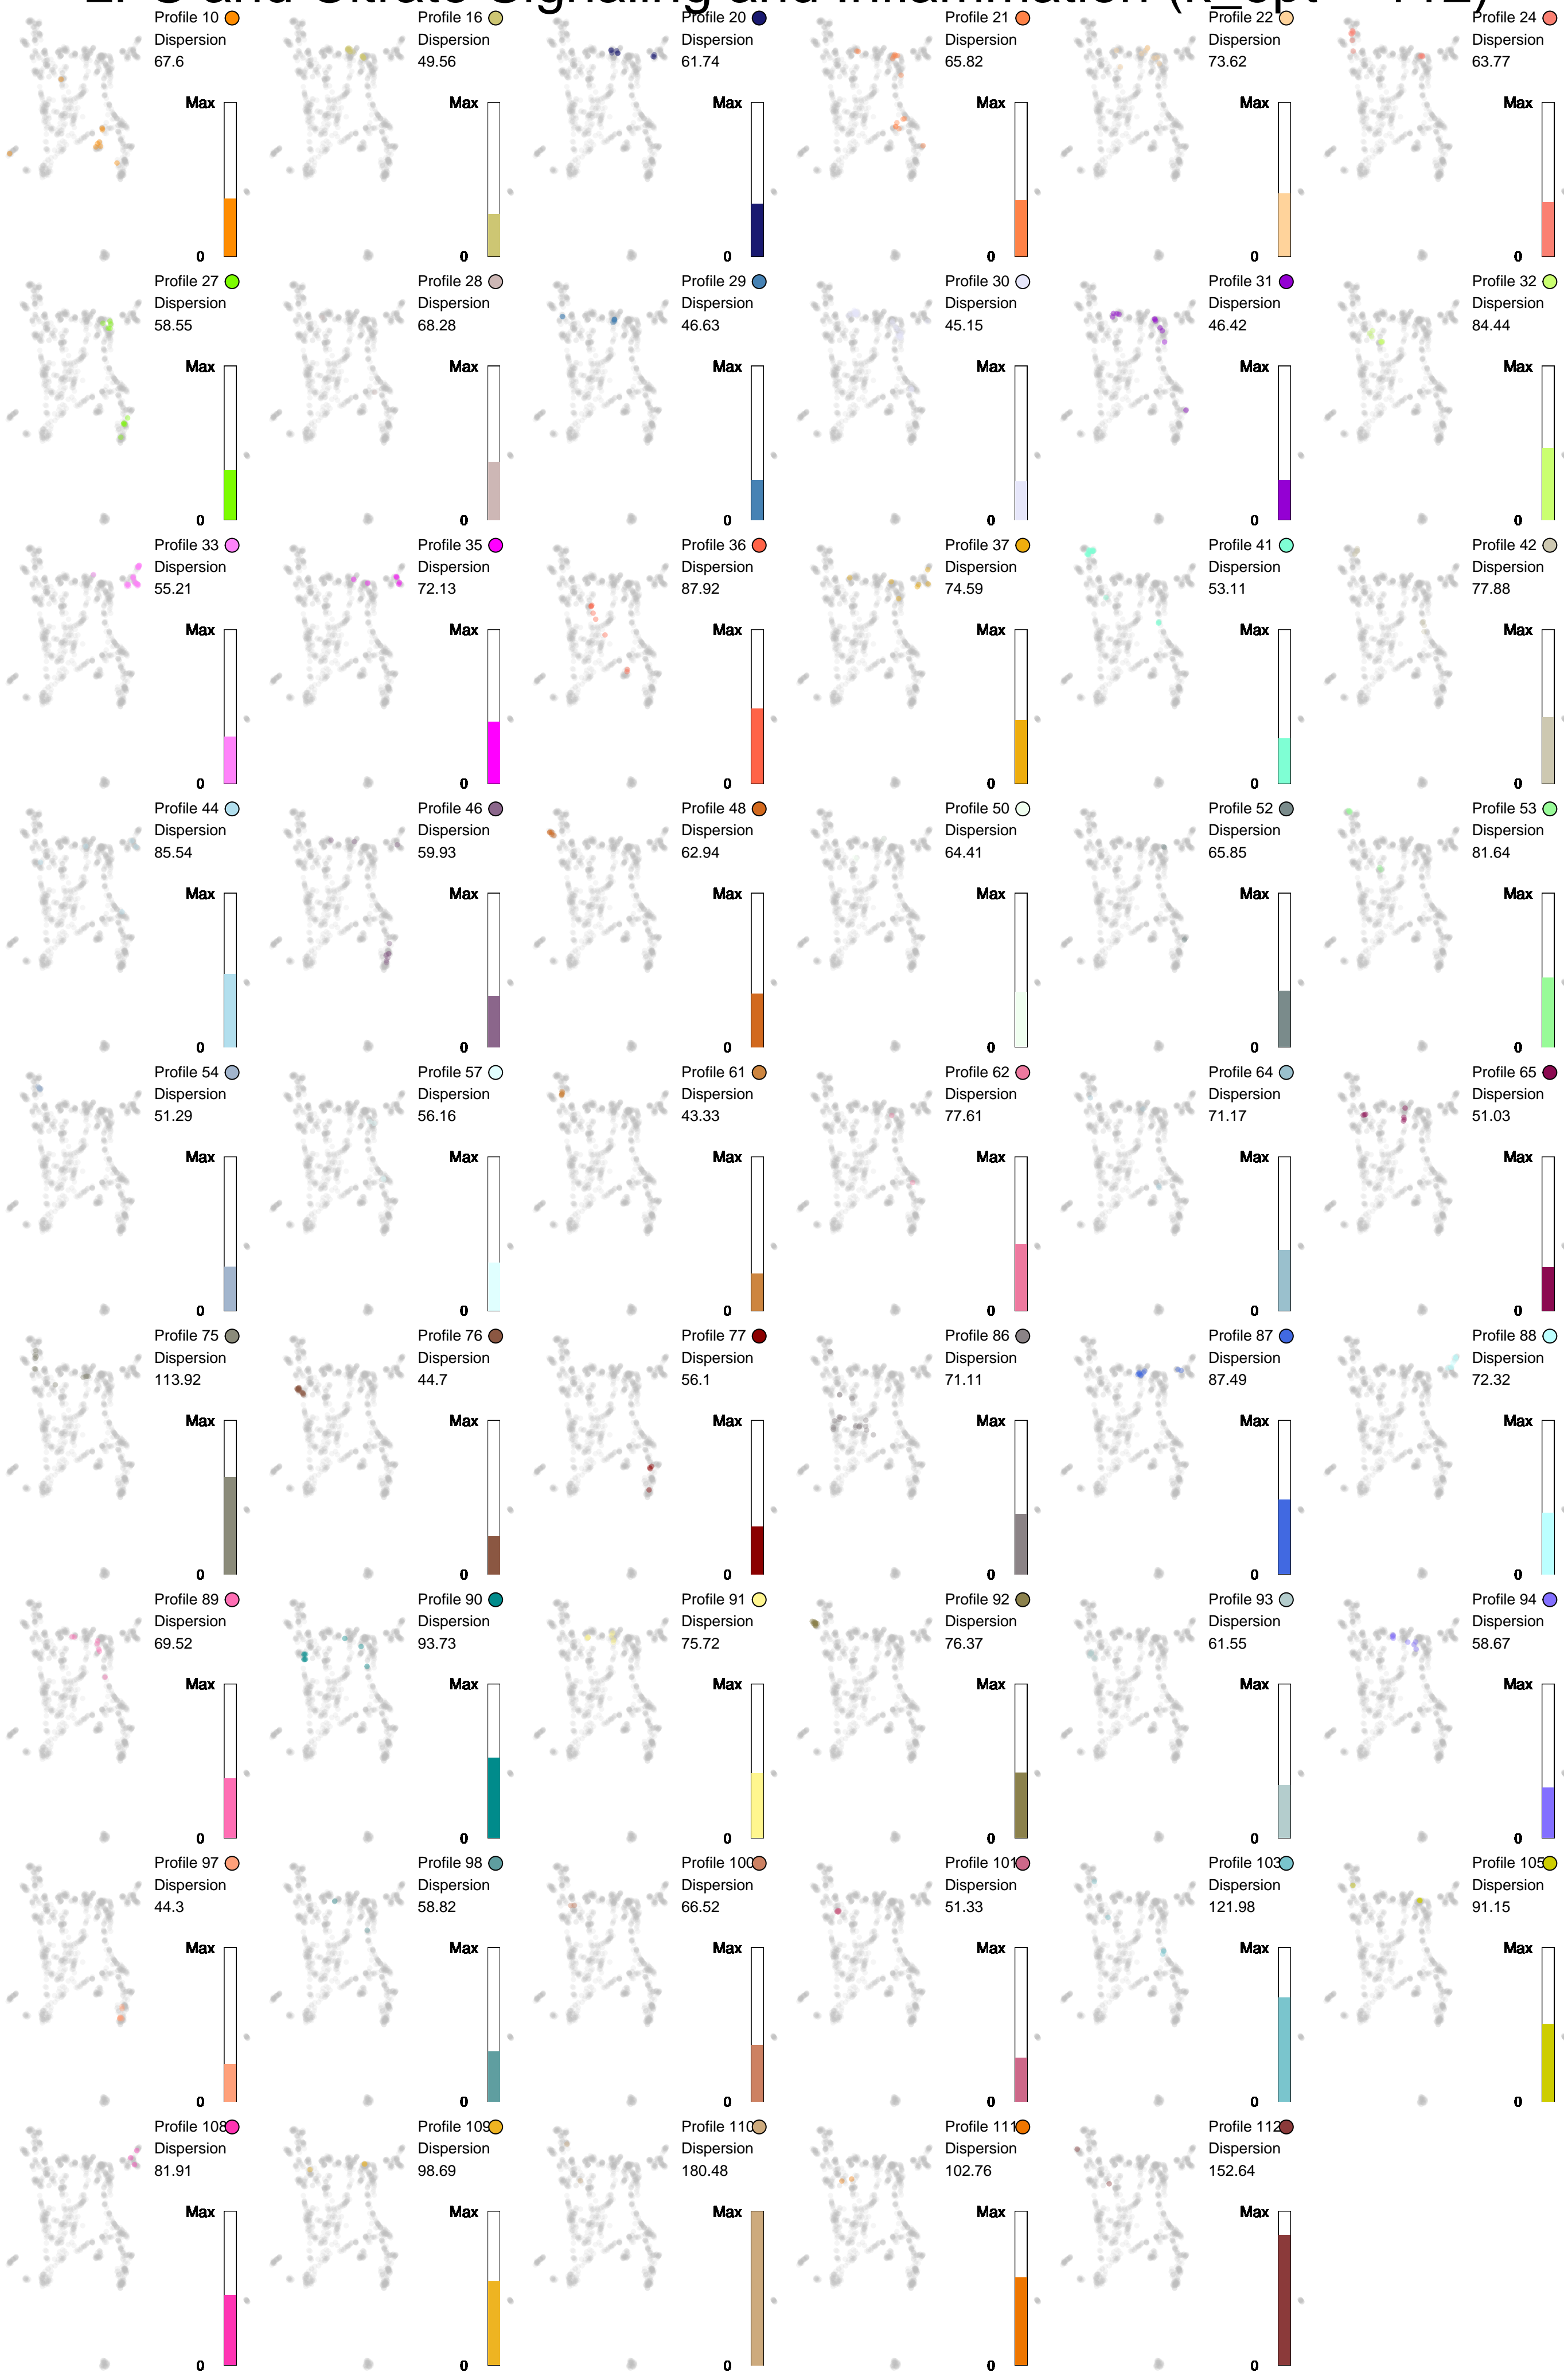 LPS and Citrate Signaling and Inflammation (k_opt = 112)
Profile 10
Dispersion
67.6
Max
0
Profile 16
Dispersion
49.56
Max
0
Profile 20
Dispersion
61.74
Max
0
Profile 21
Dispersion
65.82
Max
0
Profile 22
Dispersion
73.62
Max
0
Profile 24
Dispersion
63.77
Max
0
Profile 27
Dispersion
58.55
Max
0
Profile 28
Dispersion
68.28
Max
0
Profile 29
Dispersion
46.63
Max
0
Profile 30
Dispersion
45.15
Max
0
Profile 31
Dispersion
46.42
Max
0
Profile 32
Dispersion
84.44
Max
0
Profile 33
Dispersion
55.21
Max
0
Profile 35
Dispersion
72.13
Max
0
Profile 36
Dispersion
87.92
Max
0
Profile 37
Dispersion
74.59
Max
0
Profile 41
Dispersion
53.11
Max
0
Profile 42
Dispersion
77.88
Max
0
Profile 44
Dispersion
85.54
Max
0
Profile 46
Dispersion
59.93
Max
0
Profile 48
Dispersion
62.94
Max
0
Profile 50
Dispersion
64.41
Max
0
Profile 52
Dispersion
65.85
Max
0
Profile 53
Dispersion
81.64
Max
0
Profile 54
Dispersion
51.29
Max
0
Profile 57
Dispersion
56.16
Max
0
Profile 61
Dispersion
43.33
Max
0
Profile 62
Dispersion
77.61
Max
0
Profile 64
Dispersion
71.17
Max
0
Profile 65
Dispersion
51.03
Max
0
Profile 75
Dispersion
113.92
Max
0
Profile 76
Dispersion
44.7
Max
0
Profile 77
Dispersion
56.1
Max
0
Profile 86
Dispersion
71.11
Max
0
Profile 87
Dispersion
87.49
Max
0
Profile 88
Dispersion
72.32
Max
0
Profile 89
Dispersion
69.52
Max
0
Profile 90
Dispersion
93.73
Max
0
Profile 91
Dispersion
75.72
Max
0
Profile 92
Dispersion
76.37
Max
0
Profile 93
Dispersion
61.55
Max
0
Profile 94
Dispersion
58.67
Max
0
Profile 97
Dispersion
44.3
Max
0
Profile 98
Dispersion
58.82
Max
0
Profile 100
Dispersion
66.52
Max
0
Profile 101
Dispersion
51.33
Max
0
Profile 103
Dispersion
121.98
Max
0
Profile 105
Dispersion
91.15
Max
0
Profile 108
Dispersion
81.91
Max
0
Profile 109
Dispersion
98.69
Max
0
Profile 110
Dispersion
180.48
Max
0
Profile 111
Dispersion
102.76
Max
0
Profile 112
Dispersion
152.64
Max
0